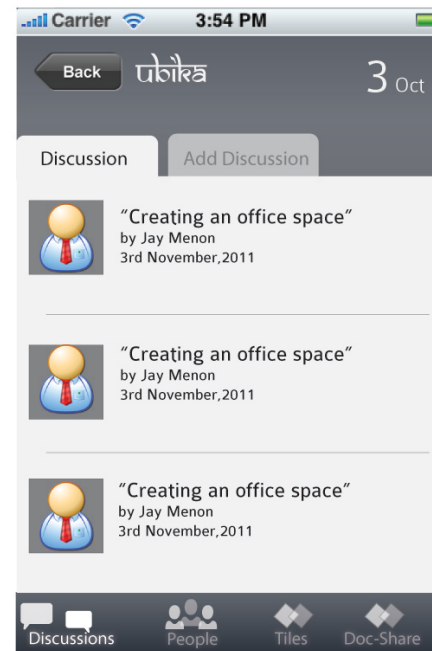 Carrier 3:54 PM
Back ubika 3 Oct
Discussion Add Discussion
“Creating an office space”
by Jay Menon
3rd November,2011
“Creating an office space”
by Jay Menon
3rd November,2011
“Creating an office space”
by Jay Menon
3rd November,2011
Discussions People Tiles Doc-Share